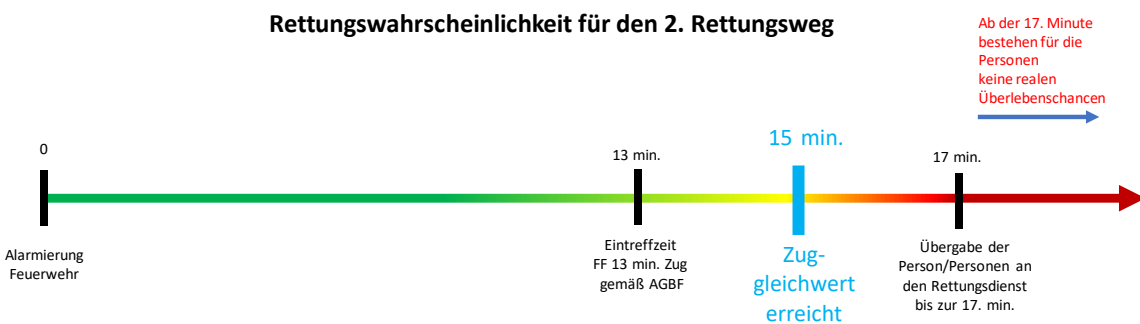 Rettungswahrscheinlichkeit für den 2. Rettungsweg
Ab der 17. Minute
bestehen für die
Personen
keine realen
Überlebenschancen
0
13 min.
15 min.
17 min.
Alarmierung
Feuerwehr
Eintreffzeit
FF 13 min. Zug
gemäß AGBF
Zug-
gleichwert
erreicht
Übergabe der
Person/Personen an
den Rettungsdienst
bis zur 17. min.